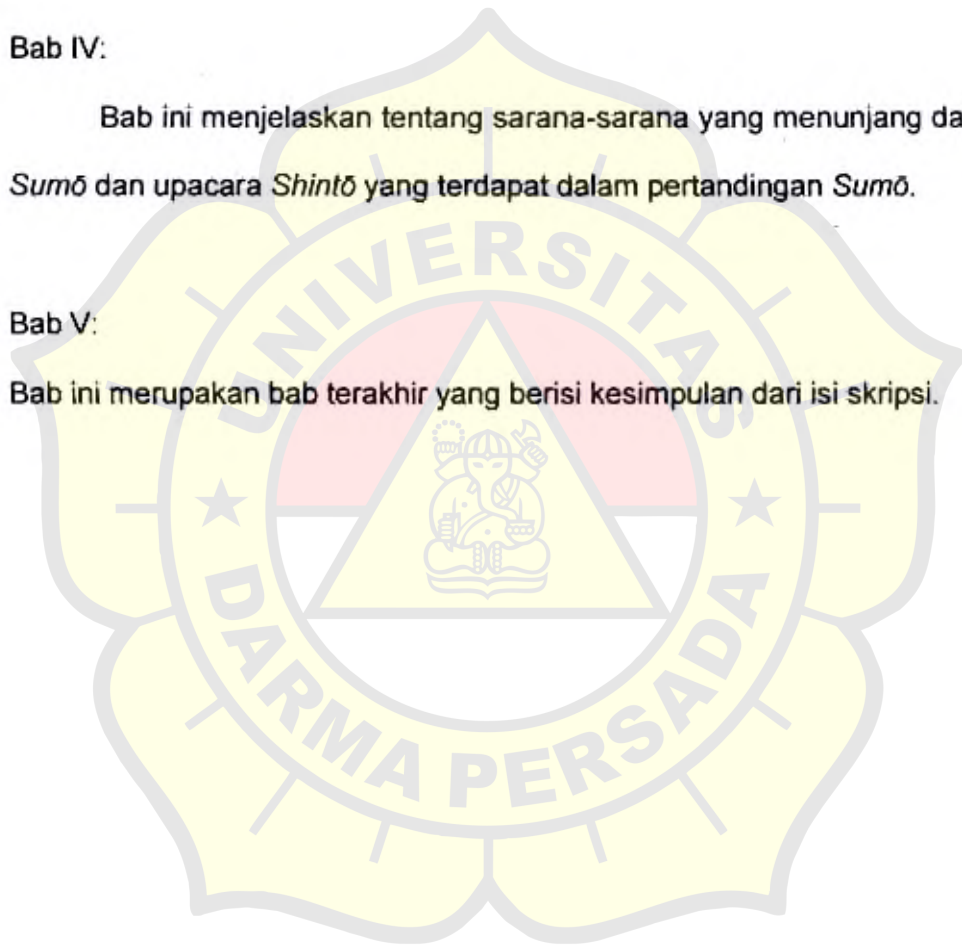 Bab IV:
Bab ini menjelaskan tentang sarana-sarana yang menunjang
Sumō dan upacara Shintō yang terdapat dalam pertandingan Sumō.
Bab V:
Bab ini merupakan bab terakhir yang berisi kesimpulan dari isi skripsi.
UNIVERSITAS
DARMA PERSADA